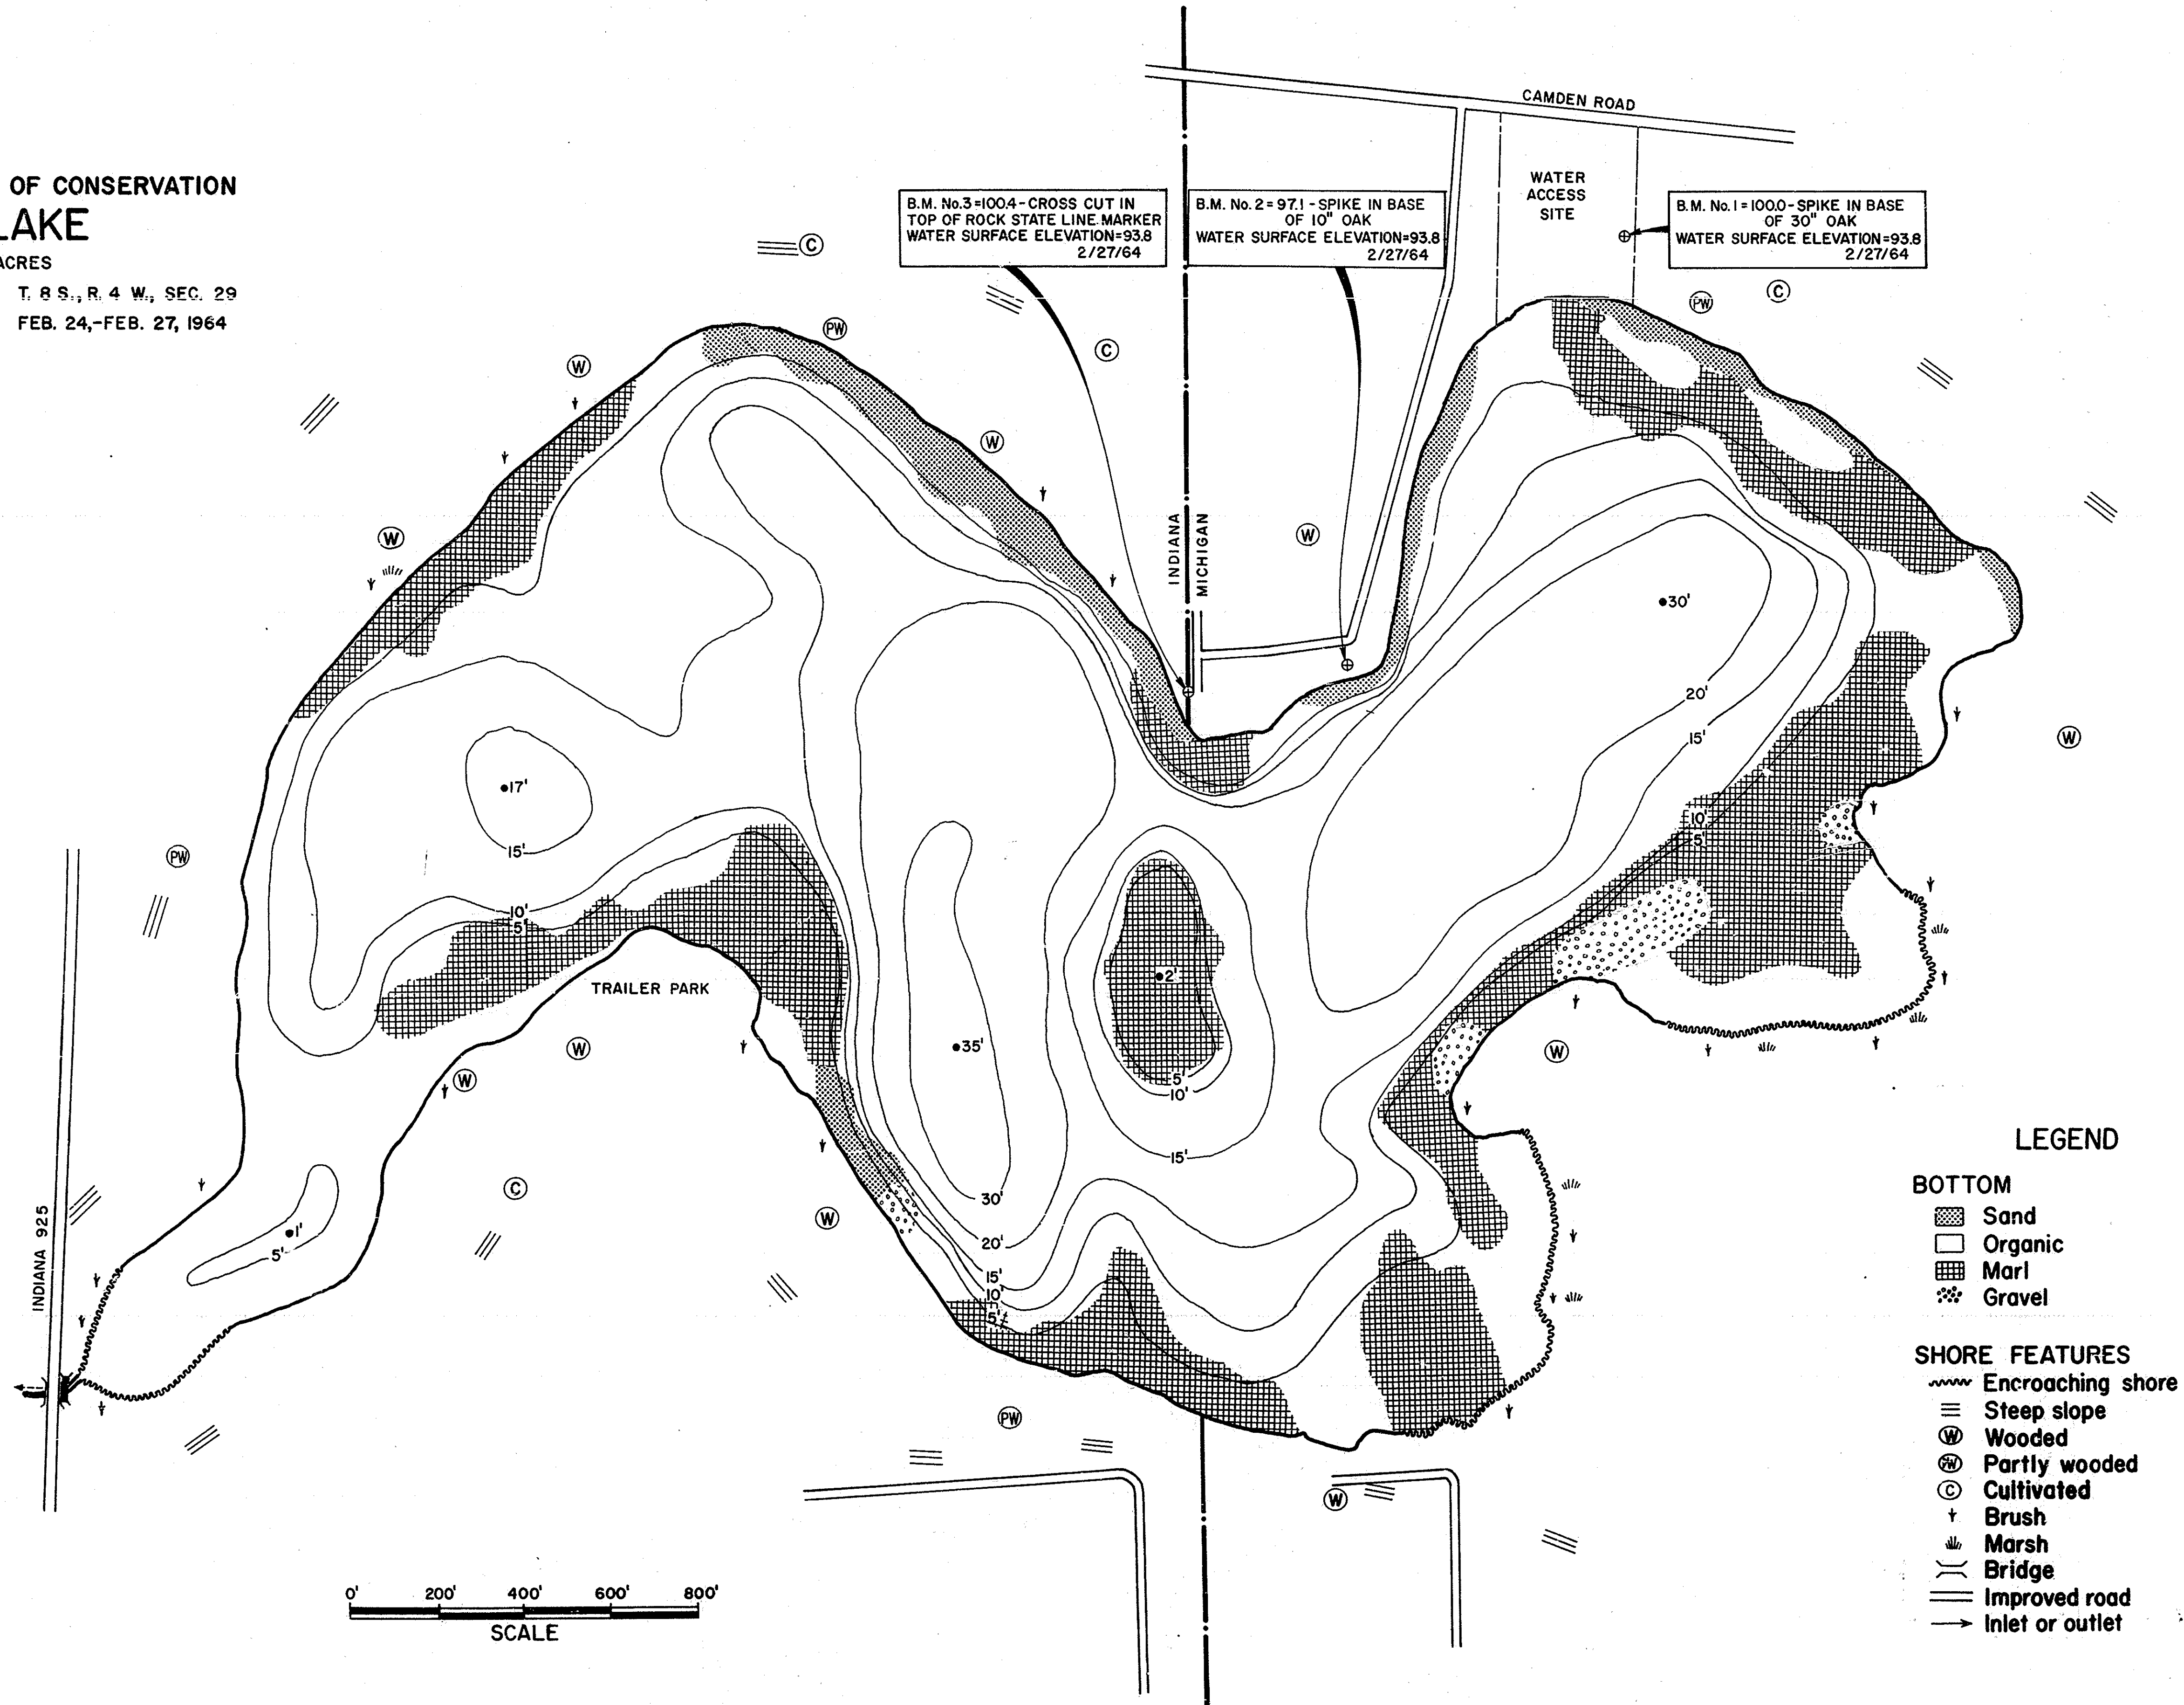 OF CONSERVATION
LAKE
ACRES
T. 8 S., R. 4 W., SEC. 29
FEB. 24,-FEB. 27, 1964
CAMDEN ROAD
WATER
ACCESS
SITE
B.M. No.3=100.4-CROSS CUT IN
TOP OF ROCK STATE LINE MARKER
WATER SURFACE ELEVATION=93.8
2/27/64
B.M. No. 2 = 97.1 - SPIKE IN BASE
OF 10" OAK
WATER SURFACE ELEVATION=93.8
2/27/64
B.M. No. 1 = 100.0-SPIKE IN BASE
OF 30" OAK
WATER SURFACE ELEVATION=93.8
2/27/64
C
PW
C
PW
C
W
W
W
W
INDIANA
MICHIGAN
30'
20'
15'
W
17'
15'
10'
5'
PW
10'
5'
2'
TRAILER PARK
W
W
35'
5'
10'
15'
W
C
W
30'
20'
15'
10'
5'
1'
5'
INDIANA 925
PW
W
0' 200' 400' 600' 800'
SCALE
LEGEND
BOTTOM
Sand
Organic
Marl
Gravel
SHORE FEATURES
Encroaching shore
Steep slope
W Wooded
PW Partly wooded
C Cultivated
Brush
Marsh
Bridge
Improved road
Inlet or outlet